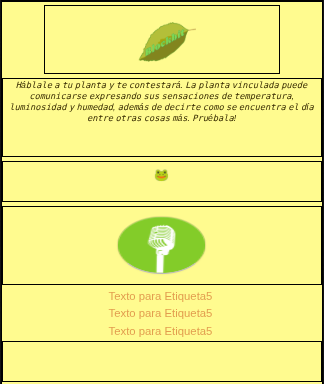 Háblale a tu planta y te contestará. La planta vinculada puede
comunicarse expresando sus sensaciones de temperatura,
luminosidad y humedad, además de decirte como se encuentra el día
entre otras cosas más. Pruébala!
Texto para Etiqueta5
Texto para Etiqueta5
Texto para Etiqueta5